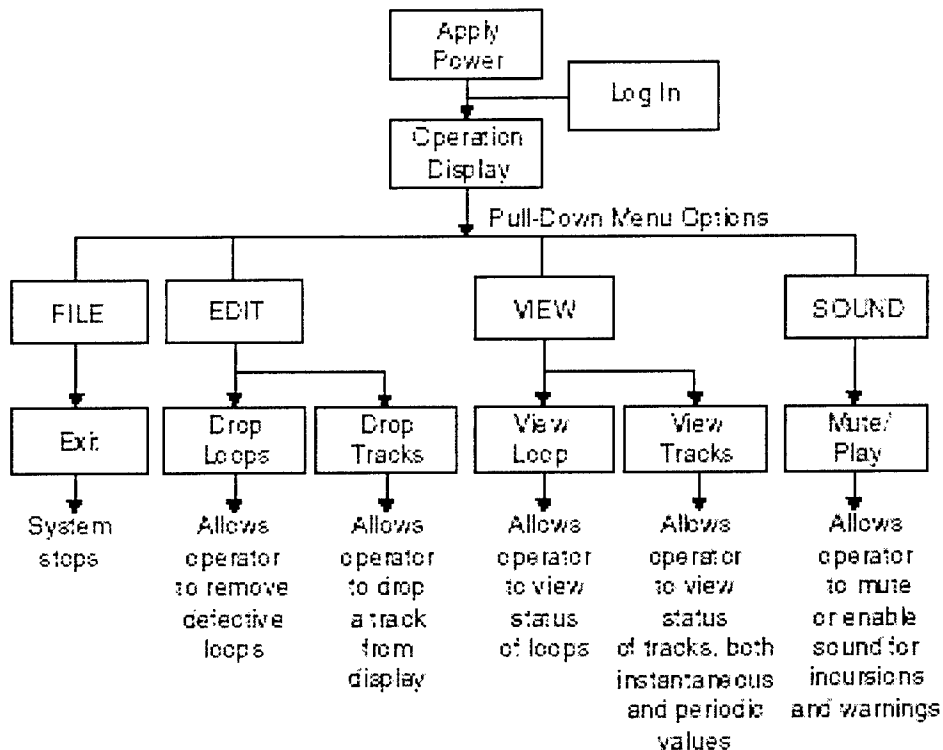 Apply
Power
Log In
Operation
Display
Pull-Down Menu Options
FILE
EDIT
VIEW
SOUND
Exit
Drop
Loops
Drop
Tracks
View
Loop
View
Tracks
Mute/
Play
System
stops
Allows
operator
to remove
defective
loops
Allows
operator
to drop
a track
from
display
Allows
operator
to view
status
of loops
Allows
operator
to view
status
of tracks, both
instantaneous
and periodic
values
Allows
operator
to mute
or enable
sound for
incursions
and warnings